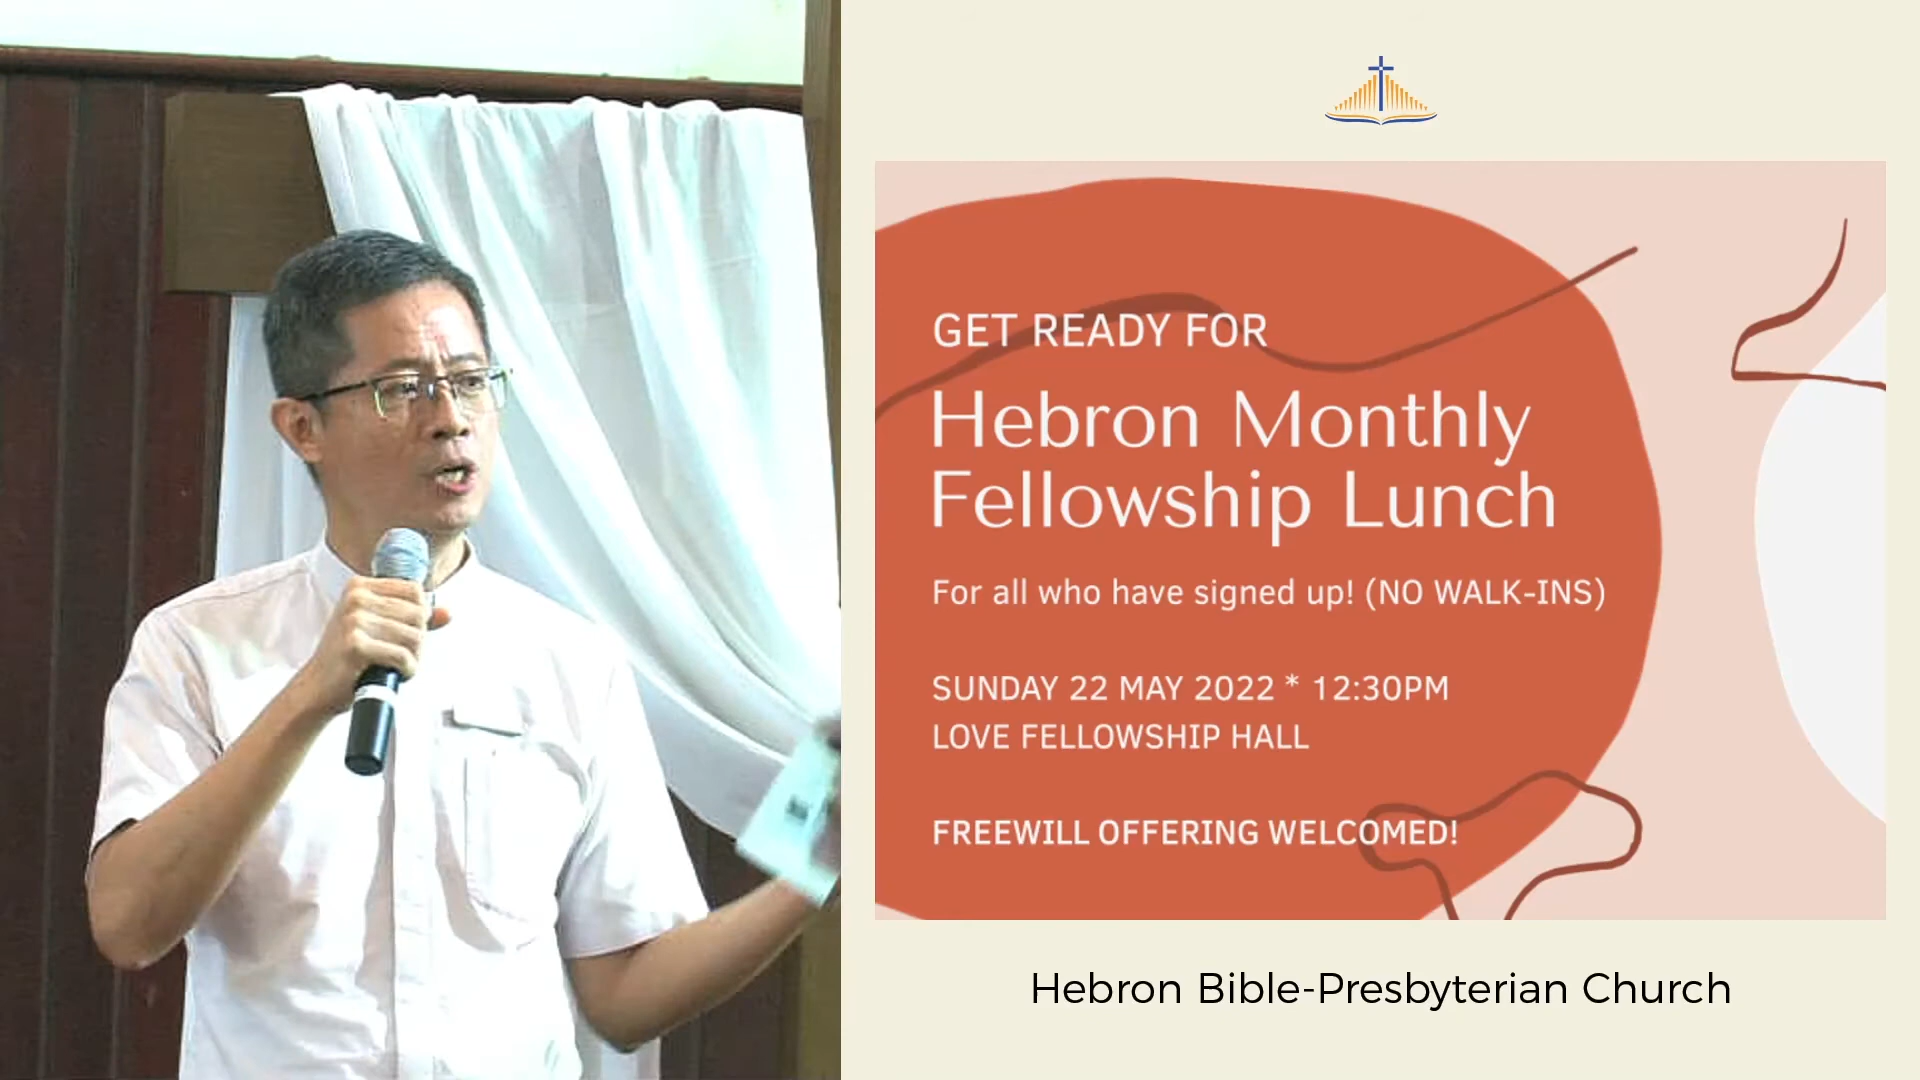 GET READY FOR
Hebron Monthly
Fellowship Lunch
For all who have signed up! (NO WALK-INS)
SUNDAY 22 MAY 2022 * 12:30PM
LOVE FELLOWSHIP HALL
FREEWILL OFFERING WELCOMED!
Hebron Bible-Presbyterian Church